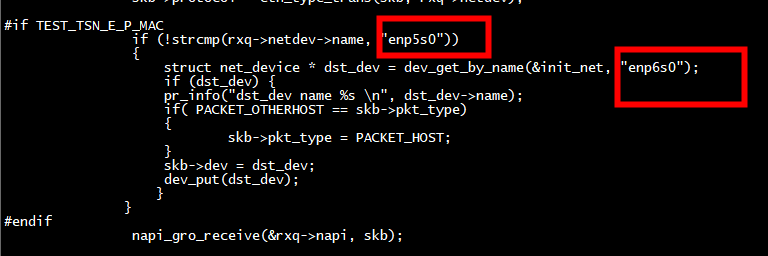 skb->protocol = eth_type_trans(skb, rxq->netdev);
#if TEST_TSN_E_P_MAC
if (!strcmp(rxq->netdev->name, "enp5s0"))
{
struct net_device * dst_dev = dev_get_by_name(&init_net, "enp6s0");
if (dst_dev) {
pr_info("dst_dev name %s \n", dst_dev->name);
if( PACKET_OTHERHOST == skb->pkt_type)
{
skb->pkt_type = PACKET_HOST;
}
skb->dev = dst_dev;
dev_put(dst_dev);
}
}
#endif
napi_gro_receive(&rxq->napi, skb);